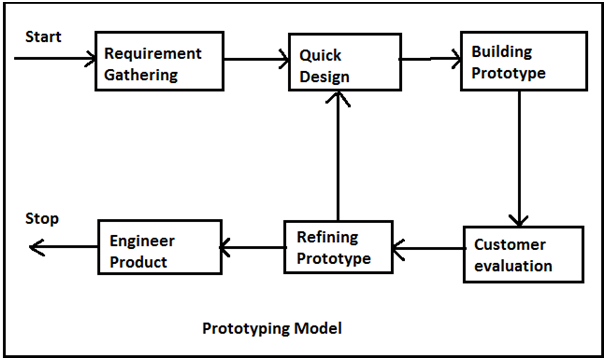 Start
Requirement
Gathering
Quick
Design
Building
Prototype
Stop
Engineer
Product
Refining
Prototype
Customer
evaluation
Prototyping Model